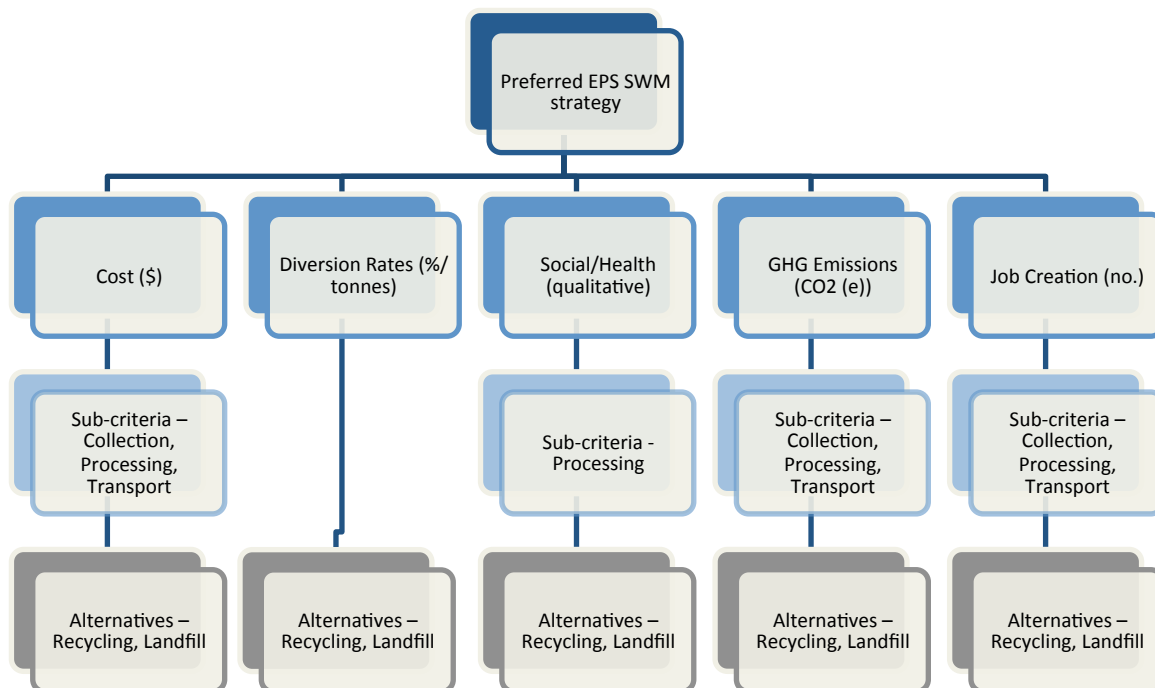 Preferred EPS SWM
strategy
Cost ($)
Diversion Rates (%/
tonnes)
Social/Health
(qualitative)
GHG Emissions
(CO2 (e))
Job Creation (no.)
Sub-criteria –
Collection,
Processing,
Transport
Sub-criteria -
Processing
Sub-criteria –
Collection,
Processing,
Transport
Sub-criteria –
Collection,
Processing,
Transport
Alternatives –
Recycling, Landfill
Alternatives –
Recycling, Landfill
Alternatives –
Recycling, Landfill
Alternatives –
Recycling, Landfill
Alternatives –
Recycling, Landfill